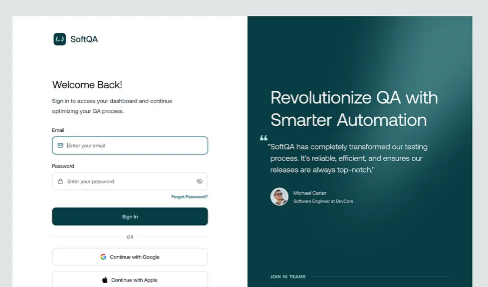 SoftQA
Welcome Back!
Sign in to access your dashboard and continue
optimizing your QA process.
Email
Enter your email
Password
Enter your password
Forgot Password?
Sign In
OR
Continue with Google
Continue with Apple
Revolutionize QA with
Smarter Automation
“
"SoftQA has completely transformed our testing
process. It's reliable, efficient, and ensures our
releases are always top-notch."
Michael Carter
Software Engineer at DevCore
JOIN 1K TEAMS